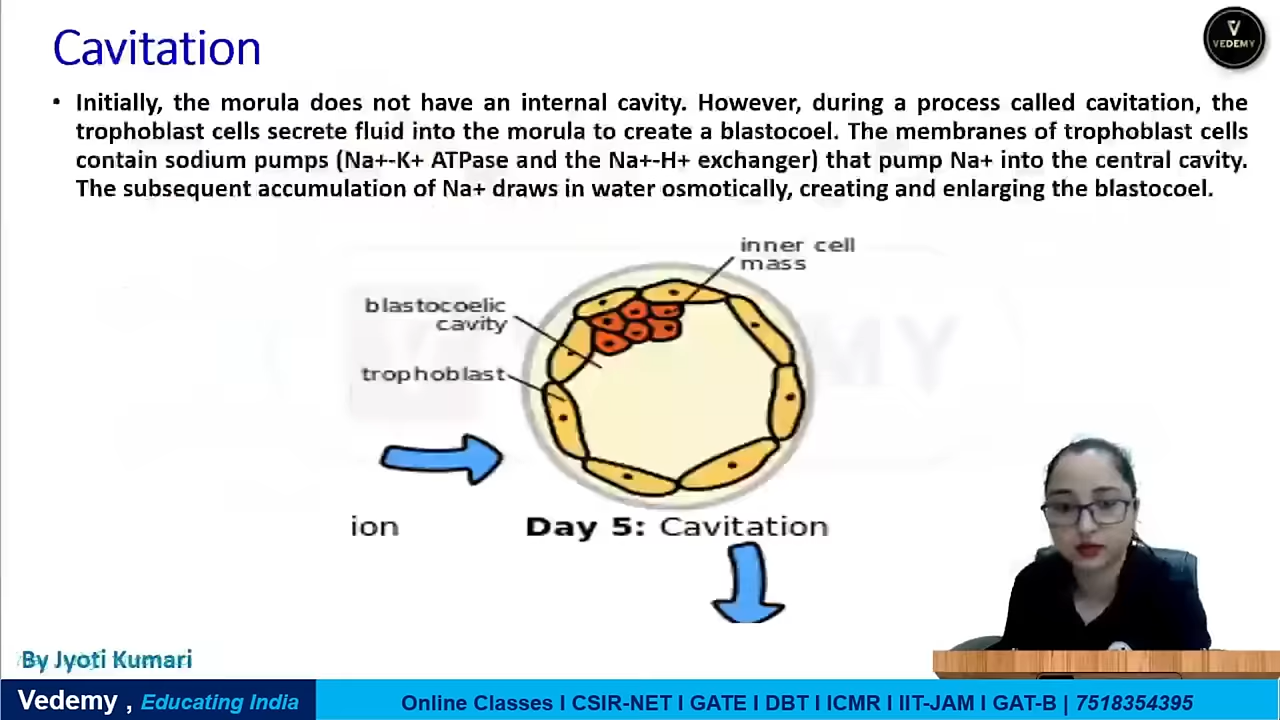 Cavitation
VEDEMY
• Initially, the morula does not have an internal cavity. However, during a process called cavitation, the
trophoblast cells secrete fluid into the morula to create a blastocoel. The membranes of trophoblast cells
contain sodium pumps (Na+-K+ ATPase and the Na+-H+ exchanger) that pump Na+ into the central cavity.
The subsequent accumulation of Na+ draws in water osmotically, creating and enlarging the blastocoel.
inner cell
mass
blastocoelic
cavity
trophoblast
ion
Day 5: Cavitation
By Jyoti Kumari
Vedemy , Educating India
Online Classes I CSIR-NET I GATE I DBT I ICMR I IIT-JAM I GAT-B | 7518354395